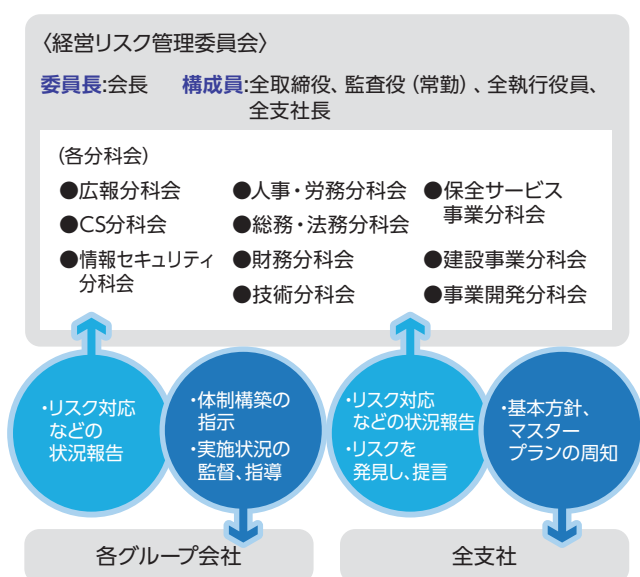 〈経営リスク管理委員会〉
委員長:会長　構成員:全取締役、監査役（常勤）、全執行役員、
全支社長
(各分科会)
●広報分科会
●CS分科会
●情報セキュリティ
分科会
●人事・労務分科会
●総務・法務分科会
●財務分科会
●技術分科会
●保全サービス
事業分科会
●建設事業分科会
●事業開発分科会
・リスク対応
などの
状況報告
・体制構築の
指示
・実施状況の
監督、指導
・リスク対応
などの状況報告
・リスクを
発見し、提言
・基本方針、
マスター
プランの周知
各グループ会社
全支社